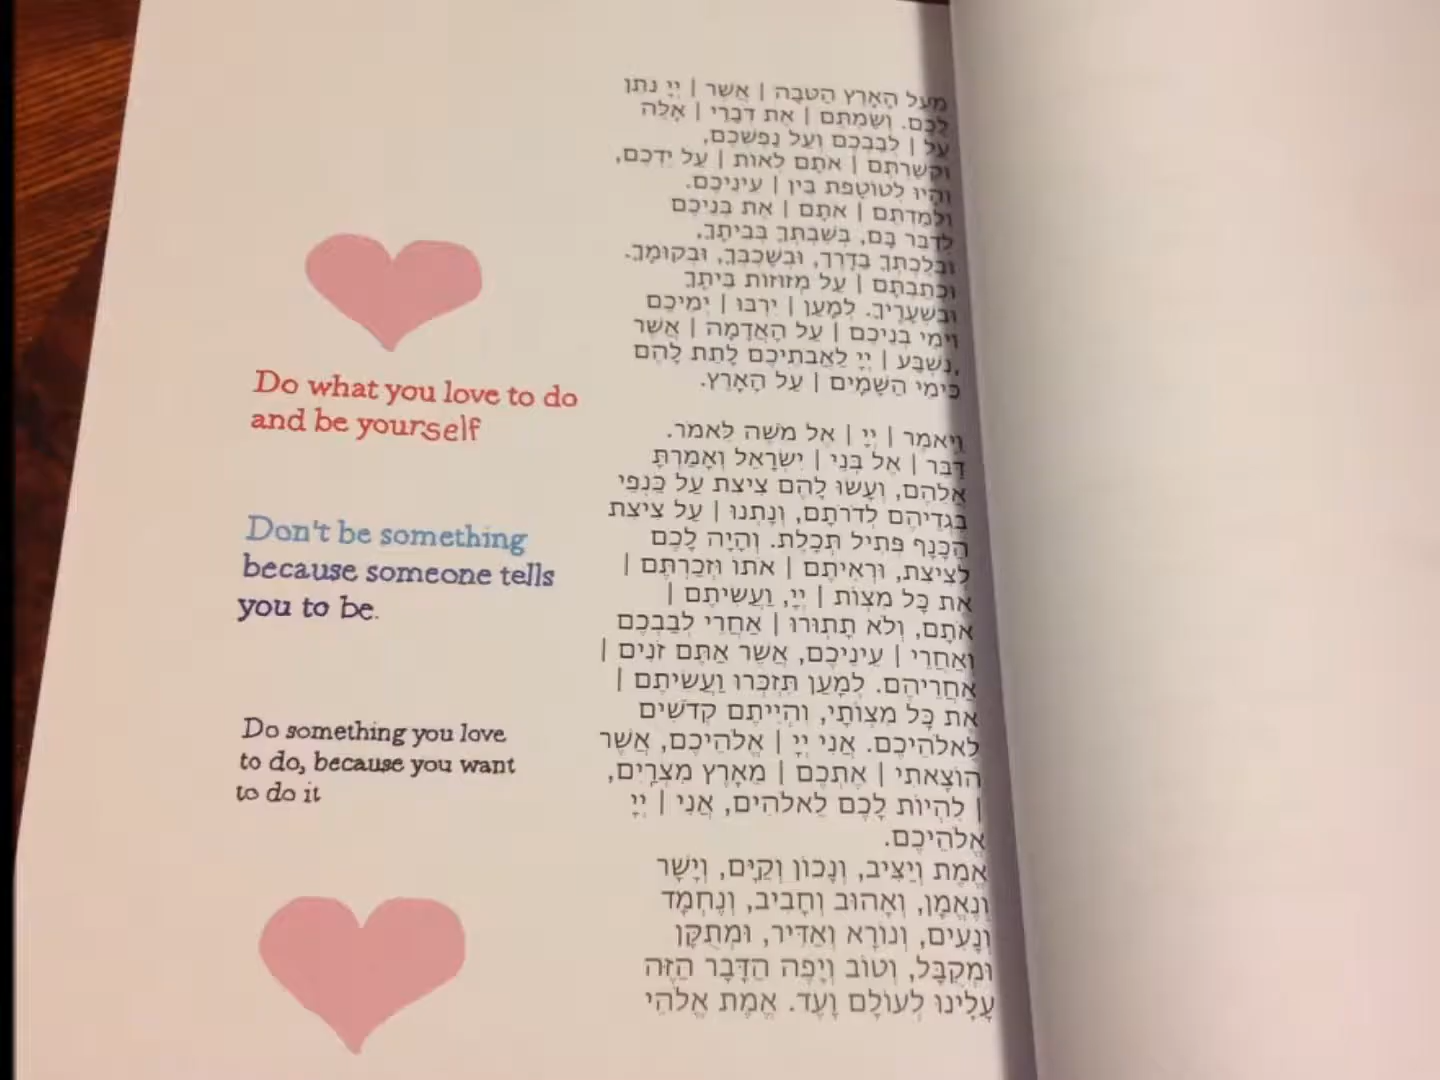 מֵעַל הָאָרֶץ הַטֹּבָה | אֲשֶׁר | יְיָ נֹתֵן
לָכֶם. וְשַׂמְתֶּם | אֶת דְּבָרַי | אֵלֶּה
עַל | לְבַבְכֶם וְעַל נַפְשְׁכֶם,
וּקְשַׁרְתֶּם | אֹתָם לְאוֹת | עַל יֶדְכֶם,
וְהָיוּ לְטוֹטָפֹת בֵּין | עֵינֵיכֶם.
וְלִמַּדְתֶּם | אֹתָם | אֶת בְּנֵיכֶם
לְדַבֵּר בָּם, בְּשִׁבְתְּךָ בְּבֵיתֶךָ,
וּבְלֶכְתְּךָ בַדֶּרֶךְ, וּבְשָׁכְבְּךָ, וּבְקוּמֶךָ.
וּכְתַבְתָּם | עַל מְזוּזוֹת בֵּיתֶךָ
וּבִשְׁעָרֶיךָ. לְמַעַן | יִרְבּוּ | יְמֵיכֶם
וִימֵי בְנֵיכֶם | עַל הָאֲדָמָה | אֲשֶׁר
נִשְׁבַּע | יְיָ לַאֲבֹתֵיכֶם לָתֵת לָהֶם,
כִּימֵי הַשָּׁמַיִם | עַל הָאָרֶץ.
וַיֹּאמֶר | יְיָ | אֶל מֹשֶׁה לֵּאמֹר.
דַּבֵּר | אֶל בְּנֵי | יִשְׂרָאֵל וְאָמַרְתָּ
אֲלֵהֶם, וְעָשׂוּ לָהֶם צִיצִת עַל כַּנְפֵי
בִגְדֵיהֶם לְדֹרֹתָם, וְנָתְנוּ | עַל צִיצִת
הַכָּנָף פְּתִיל תְּכֵלֶת. וְהָיָה לָכֶם
לְצִיצִת, וּרְאִיתֶם | אֹתוֹ וּזְכַרְתֶּם |
אֶת כָּל מִצְוֹת | יְיָ, וַעֲשִׂיתֶם |
אֹתָם, וְלֹא תָתוּרוּ | אַחֲרֵי לְבַבְכֶם
וְאַחֲרֵי | עֵינֵיכֶם, אֲשֶׁר אַתֶּם זֹנִים |
אַחֲרֵיהֶם. לְמַעַן תִּזְכְּרוּ וַעֲשִׂיתֶם |
אֶת כָּל מִצְוֹתָי, וִהְיִיתֶם קְדֹשִׁים
לֵאלֹהֵיכֶם. אֲנִי יְיָ | אֱלֹהֵיכֶם, אֲשֶׁר
הוֹצֵאתִי | אֶתְכֶם | מֵאֶרֶץ מִצְרַיִם,
| לִהְיוֹת לָכֶם לֵאלֹהִים, אֲנִי | יְיָ
אֱלֹהֵיכֶם.
אֱמֶת וְיַצִּיב, וְנָכוֹן וְקַיָּם, וְיָשָׁר
וְנֶאֱמָן, וְאָהוּב וְחָבִיב, וְנֶחְמָד
וְנָעִים, וְנוֹרָא וְאַדִּיר, וּמְתֻקָּן
וּמְקֻבָּל, וְטוֹב וְיָפֶה הַדָּבָר הַזֶּה
עָלֵינוּ לְעוֹלָם וָעֶד. אֱמֶת אֱלֹהֵי
Do what you love to do
and be yourself
Don't be something
because someone tells
you to be.
Do something you love
to do, because you want
to do it